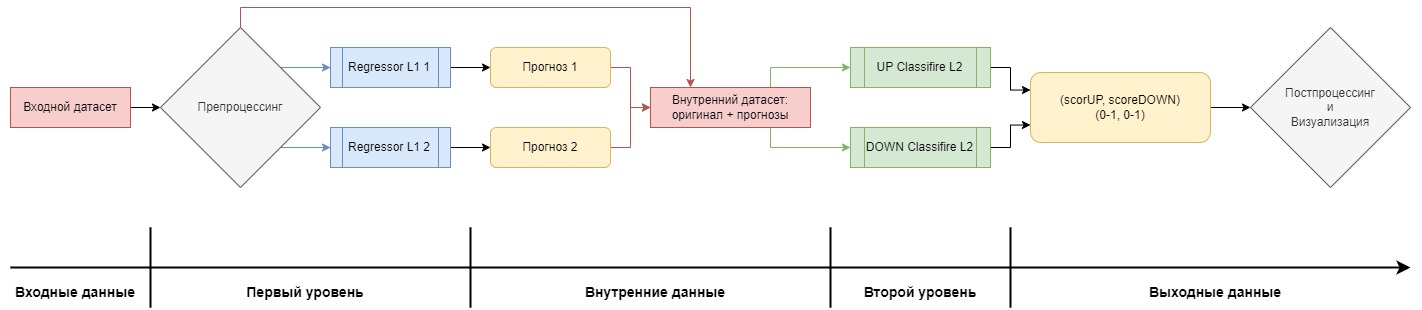 Входной датасет
Препроцессинг
Regressor L1 1
Regressor L1 2
Прогноз 1
Прогноз 2
Внутренний датасет:
оригинал + прогнозы
UP Classifire L2
DOWN Classifire L2
(scorUP, scoreDOWN)
(0-1, 0-1)
Постпроцессинг
и
Визуализация
Входные данные
Первый уровень
Внутренние данные
Второй уровень
Выходные данные